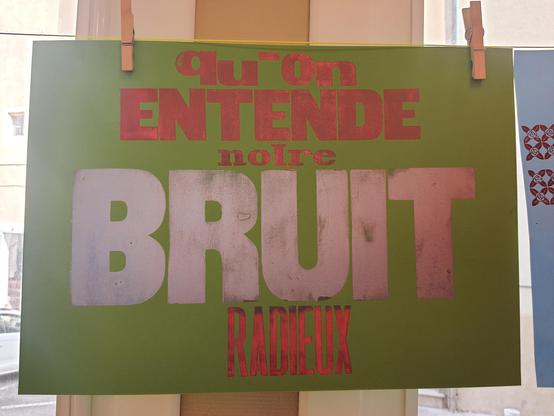 qu-On
ENTENDE
notre
BRUIT
RADIEUX